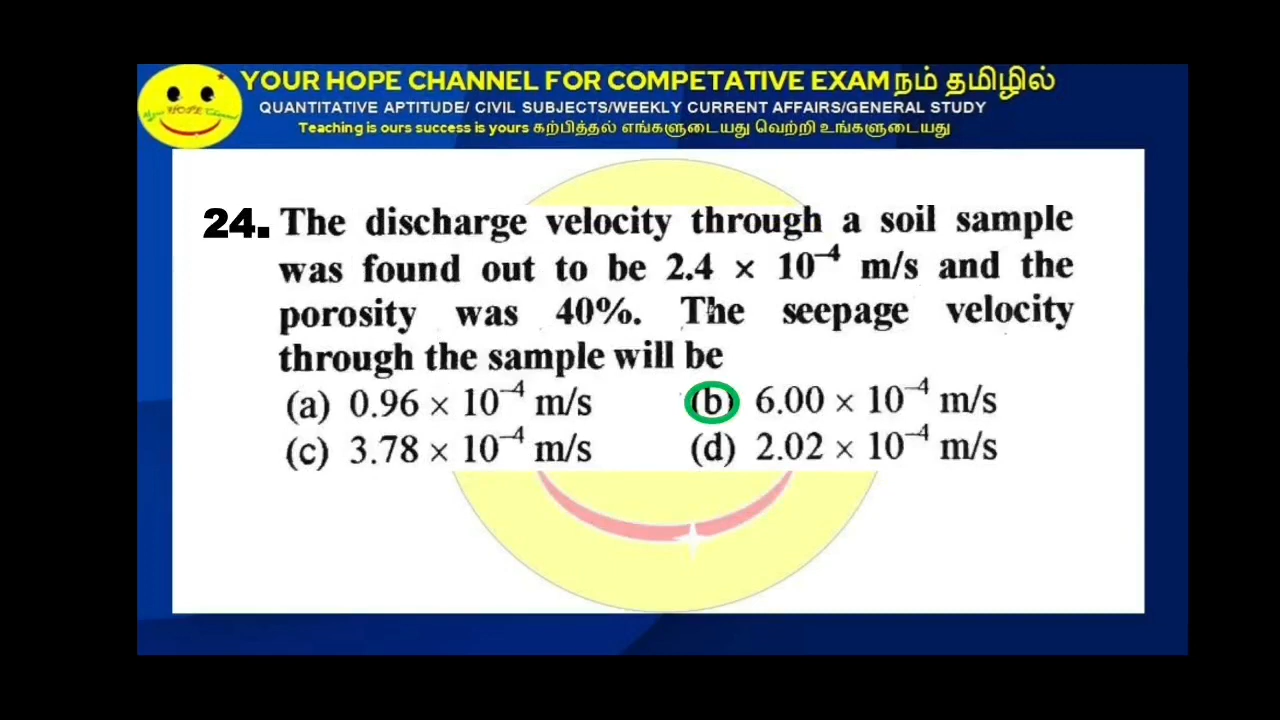 YOUR HOPE CHANNEL FOR COMPETATIVE EXAM நம் தமிழில்
QUANTITATIVE APTITUDE/ CIVIL SUBJECTS/WEEKLY CURRENT AFFAIRS/GENERAL STUDY
Teaching is ours success is yours கற்பித்தல் எங்களுடையது வெற்றி உங்களுடையது
24. The discharge velocity through a soil sample
was found out to be 2.4 × 10⁻⁴ m/s and the
porosity was 40%. The seepage velocity
through the sample will be
(a) 0.96 × 10⁻⁴ m/s (b) 6.00 × 10⁻⁴ m/s
(c) 3.78 × 10⁻⁴ m/s (d) 2.02 × 10⁻⁴ m/s